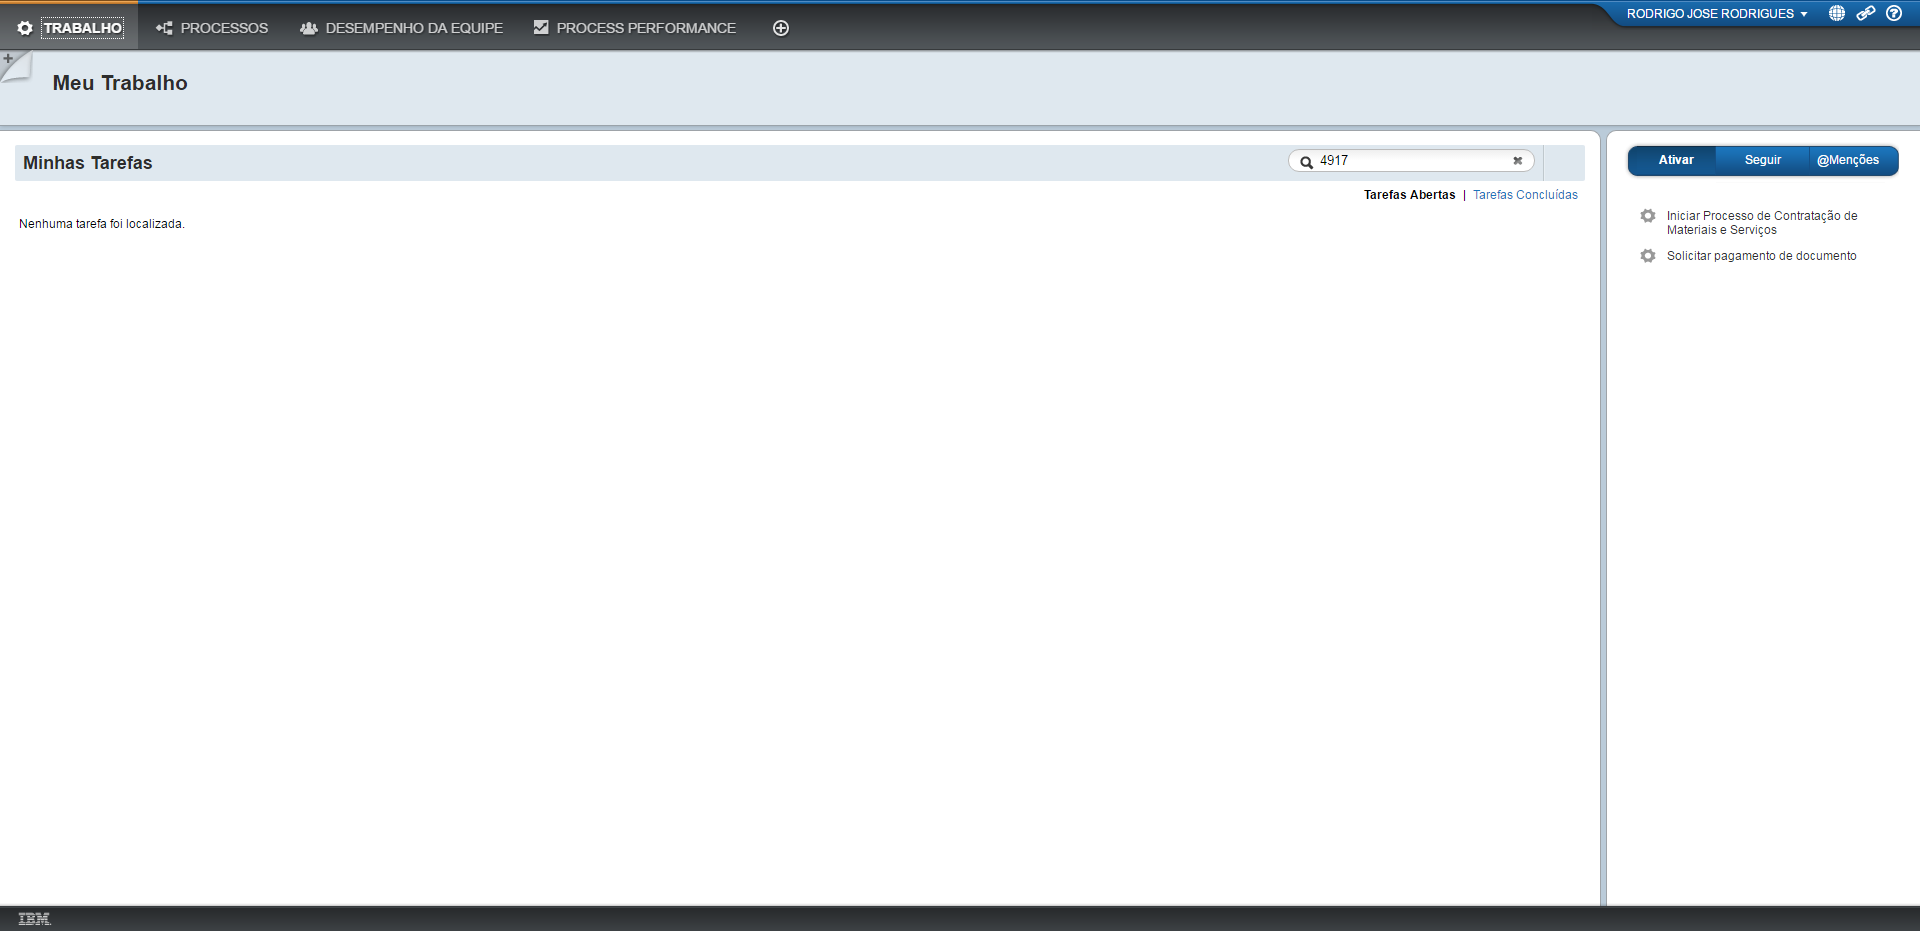 TRABALHO PROCESSOS DESEMPENHO DA EQUIPE PROCESS PERFORMANCE RODRIGO JOSE RODRIGUES
Meu Trabalho
Minhas Tarefas 4917
Tarefas Abertas | Tarefas Concluídas
Nenhuma tarefa foi localizada.
Ativar Seguir @Menções
Iniciar Processo de Contratação de
Materiais e Serviços
Solicitar pagamento de documento
IBM